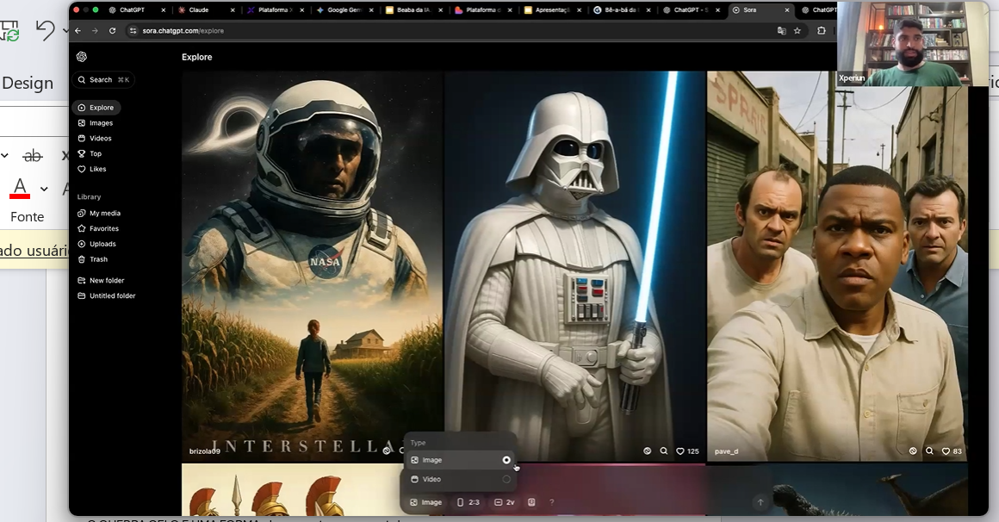 ChatGPT
Claude
Plataforma
Google Gem
Beaba da IA
Plataforma
Apresentaç
Bê-a-bá da
ChatGPT - S
Sora
ChatGPT
sora.chatgpt.com/explore
Design
ab
A
Fonte
ado usuári
Search ⌘K
Explore
Images
Videos
Top
Likes
Library
My media
Favorites
Uploads
Trash
New folder
Untitled folder
Explore
Xperiun
NASA
INTERSTELLA
brizola09
125
pave_d
83
Type
Image
Video
Image
2:3
2v
?